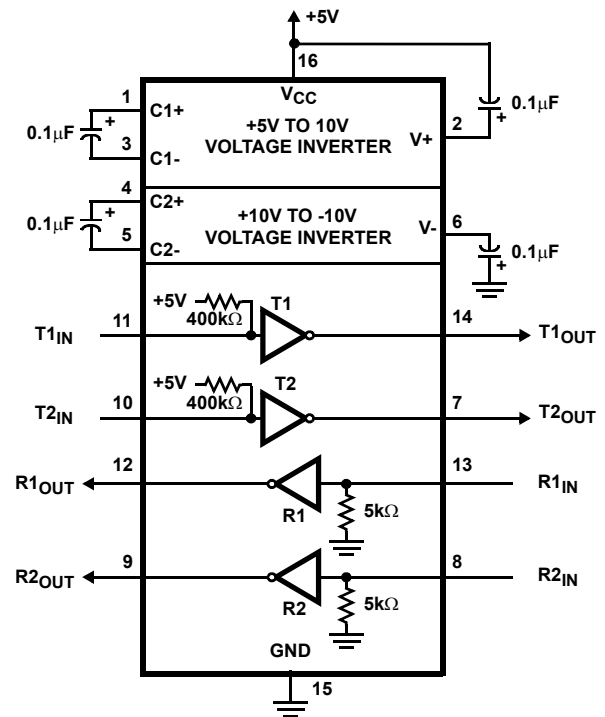 +5V
16
1
C1+
VCC
+5V TO 10V
VOLTAGE INVERTER
0.1μF
+
3
C1-
2
V+
0.1μF
+
4
C2+
+10V TO -10V
VOLTAGE INVERTER
0.1μF
+
5
C2-
6
V-
0.1μF
+
+5V
400kΩ
T1
T1IN
11
14
T1OUT
+5V
400kΩ
T2
T2IN
10
7
T2OUT
R1OUT
12
R1
5kΩ
13
R1IN
R2OUT
9
R2
5kΩ
8
R2IN
GND
15